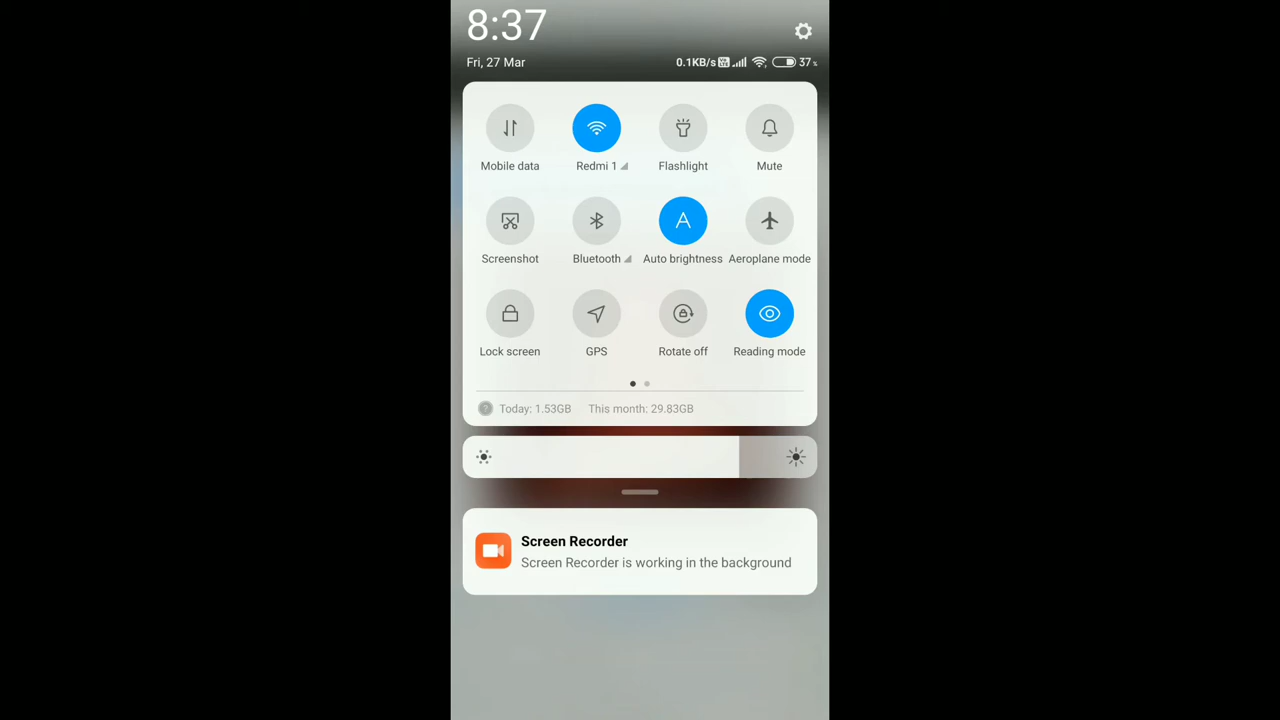 8:37
Fri, 27 Mar
0.1KB/s 37%
Mobile data
Redmi 1
Flashlight
Mute
Screenshot
Bluetooth
A
Auto brightness
Aeroplane mode
Lock screen
GPS
Rotate off
Reading mode
? Today: 1.53GB This month: 29.83GB
Screen Recorder
Screen Recorder is working in the background